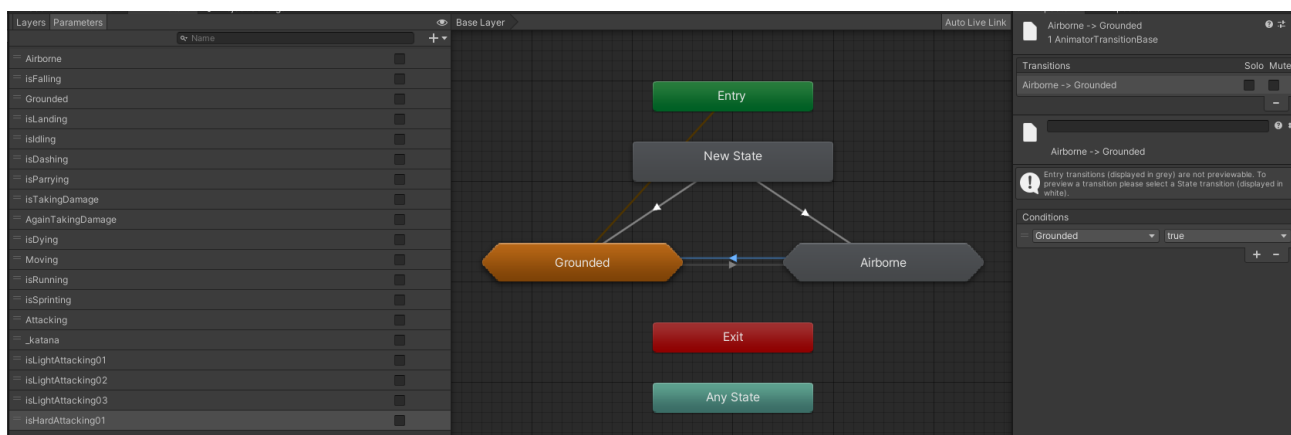 Layers Parameters
Name
Airborne
isFalling
Grounded
isLanding
isIdling
isDashing
isParrying
isTakingDamage
AgainTakingDamage
isDying
Moving
isRunning
isSprinting
Attacking
_katana
isLightAttacking01
isLightAttacking02
isLightAttacking03
isHardAttacking01
Base Layer
Auto Live Link
Entry
New State
Grounded
Airborne
Exit
Any State
Airborne -> Grounded
1 AnimatorTransitionBase
Transitions Solo Mute
Airborne -> Grounded
Airborne -> Grounded
Entry transitions (displayed in grey) are not previewable. To
preview a transition please select a State transition (displayed in
white).
Conditions
Grounded true